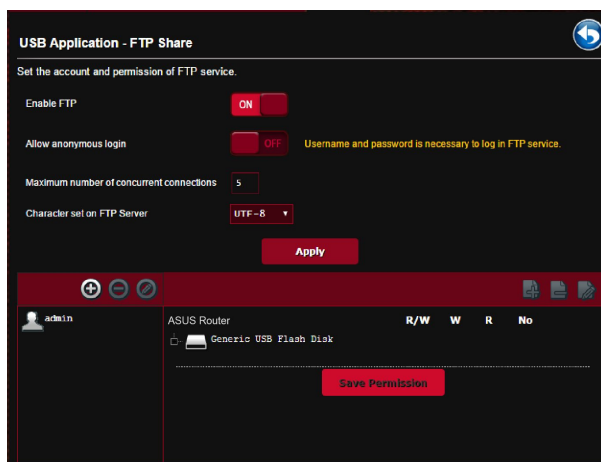 USB Application - FTP Share
Set the account and permission of FTP service.
Enable FTP
ON
Allow anonymous login
OFF
Username and password is necessary to log in FTP service.
Maximum number of concurrent connections
5
Character set on FTP Server
UTF-8
Apply
admin
ASUS Router
R/W W R No
Generic USB Flash Disk
Save Permission